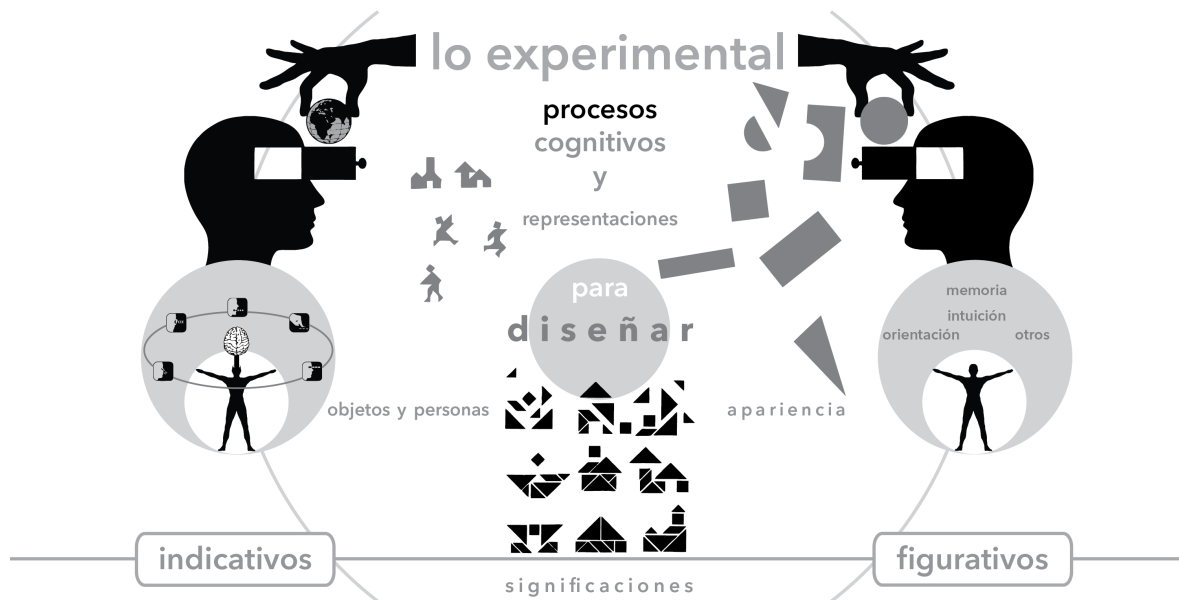 lo experimental
procesos
cognitivos
y
representaciones
para
diseñar
memoria
intuición
orientación
otros
objetos y personas
apariencia
indicativos
figurativos
significaciones